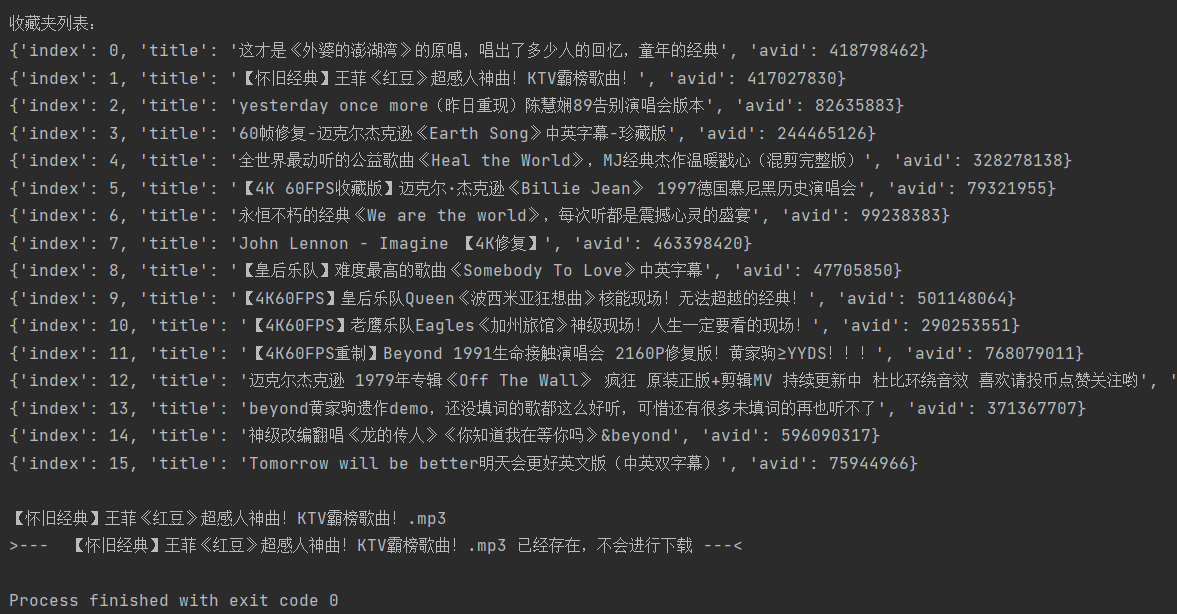 收藏夹列表：
{'index': 0, 'title': '这才是《外婆的澎湖湾》的原唱，唱出了多少人的回忆，童年的经典', 'avid': 418798462}
{'index': 1, 'title': '【怀旧经典】王菲《红豆》超感人神曲！KTV霸榜歌曲！', 'avid': 417027830}
{'index': 2, 'title': 'yesterday once more（昨日重现）陈慧娴89告别演唱会版本', 'avid': 82635883}
{'index': 3, 'title': '60帧修复-迈克尔杰克逊《Earth Song》中英字幕-珍藏版', 'avid': 244465126}
{'index': 4, 'title': '全世界最动听的公益歌曲《Heal the World》，MJ经典杰作温暖戳心（混剪完整版）', 'avid': 328278138}
{'index': 5, 'title': '【4K 60FPS收藏版】迈克尔·杰克逊《Billie Jean》 1997德国慕尼黑历史演唱会', 'avid': 79321955}
{'index': 6, 'title': '永恒不朽的经典《We are the world》，每次听都是震撼心灵的盛宴', 'avid': 99238383}
{'index': 7, 'title': 'John Lennon - Imagine 【4K修复】', 'avid': 463398420}
{'index': 8, 'title': '【皇后乐队】难度最高的歌曲《Somebody To Love》中英字幕', 'avid': 47705850}
{'index': 9, 'title': '【4K60FPS】皇后乐队Queen《波西米亚狂想曲》核能现场！无法超越的经典！', 'avid': 501148064}
{'index': 10, 'title': '【4K60FPS】老鹰乐队Eagles《加州旅馆》神级现场！人生一定要看的现场！', 'avid': 290253551}
{'index': 11, 'title': '【4K60FPS重制】Beyond 1991生命接触演唱会 2160P修复版！黄家驹≥YYDS！！！', 'avid': 768079011}
{'index': 12, 'title': '迈克尔杰克逊 1979年专辑《Off The Wall》 疯狂 原装正版+剪辑MV 持续更新中 杜比环绕音效 喜欢请投币点赞关注哟', '
{'index': 13, 'title': 'beyond黄家驹遗作demo，还没填词的歌都这么好听，可惜还有很多未填词的再也听不了', 'avid': 371367707}
{'index': 14, 'title': '神级改编翻唱《龙的传人》《你知道我在等你吗》&beyond', 'avid': 596090317}
{'index': 15, 'title': 'Tomorrow will be better明天会更好英文版（中英双字幕）', 'avid': 75944966}
【怀旧经典】王菲《红豆》超感人神曲！KTV霸榜歌曲！.mp3
>---  【怀旧经典】王菲《红豆》超感人神曲！KTV霸榜歌曲！.mp3 已经存在，不会进行下载 ---<
Process finished with exit code 0